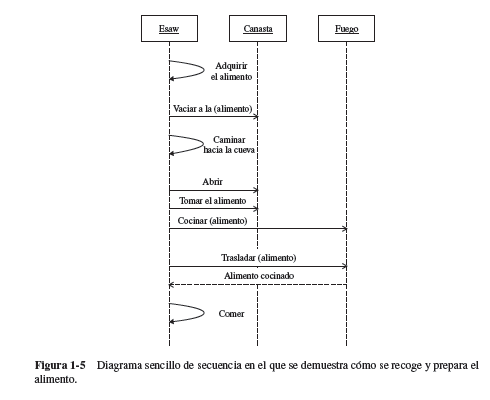 Esaw Canasta Fuego
Adquirir
el alimento
Vaciar a la (alimento)
Caminar
hacia la cueva
Abrir
Tomar el alimento
Cocinar (alimento)
Trasladar (alimento)
Alimento cocinado
Comer
Figura 1-5 Diagrama sencillo de secuencia en el que se demuestra cómo se recoge y prepara el
alimento.